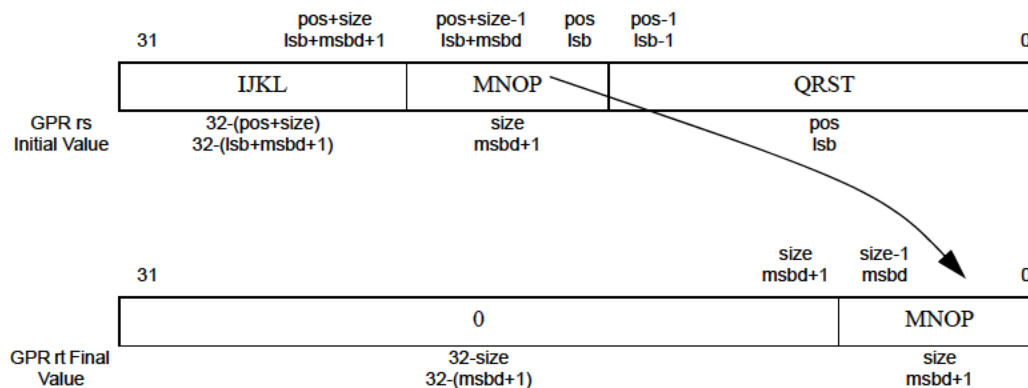 pos+size pos+size-1 pos pos-1
31 lsb+msbd+1 lsb+msbd lsb lsb-1 0
IJKL MNOP QRST
GPR rs 32-(pos+size) size pos
Initial Value 32-(lsb+msbd+1) msbd+1 lsb
size size-1
31 msbd+1 msbd 0
0 MNOP
GPR rt Final 32-size size
Value 32-(msbd+1) msbd+1